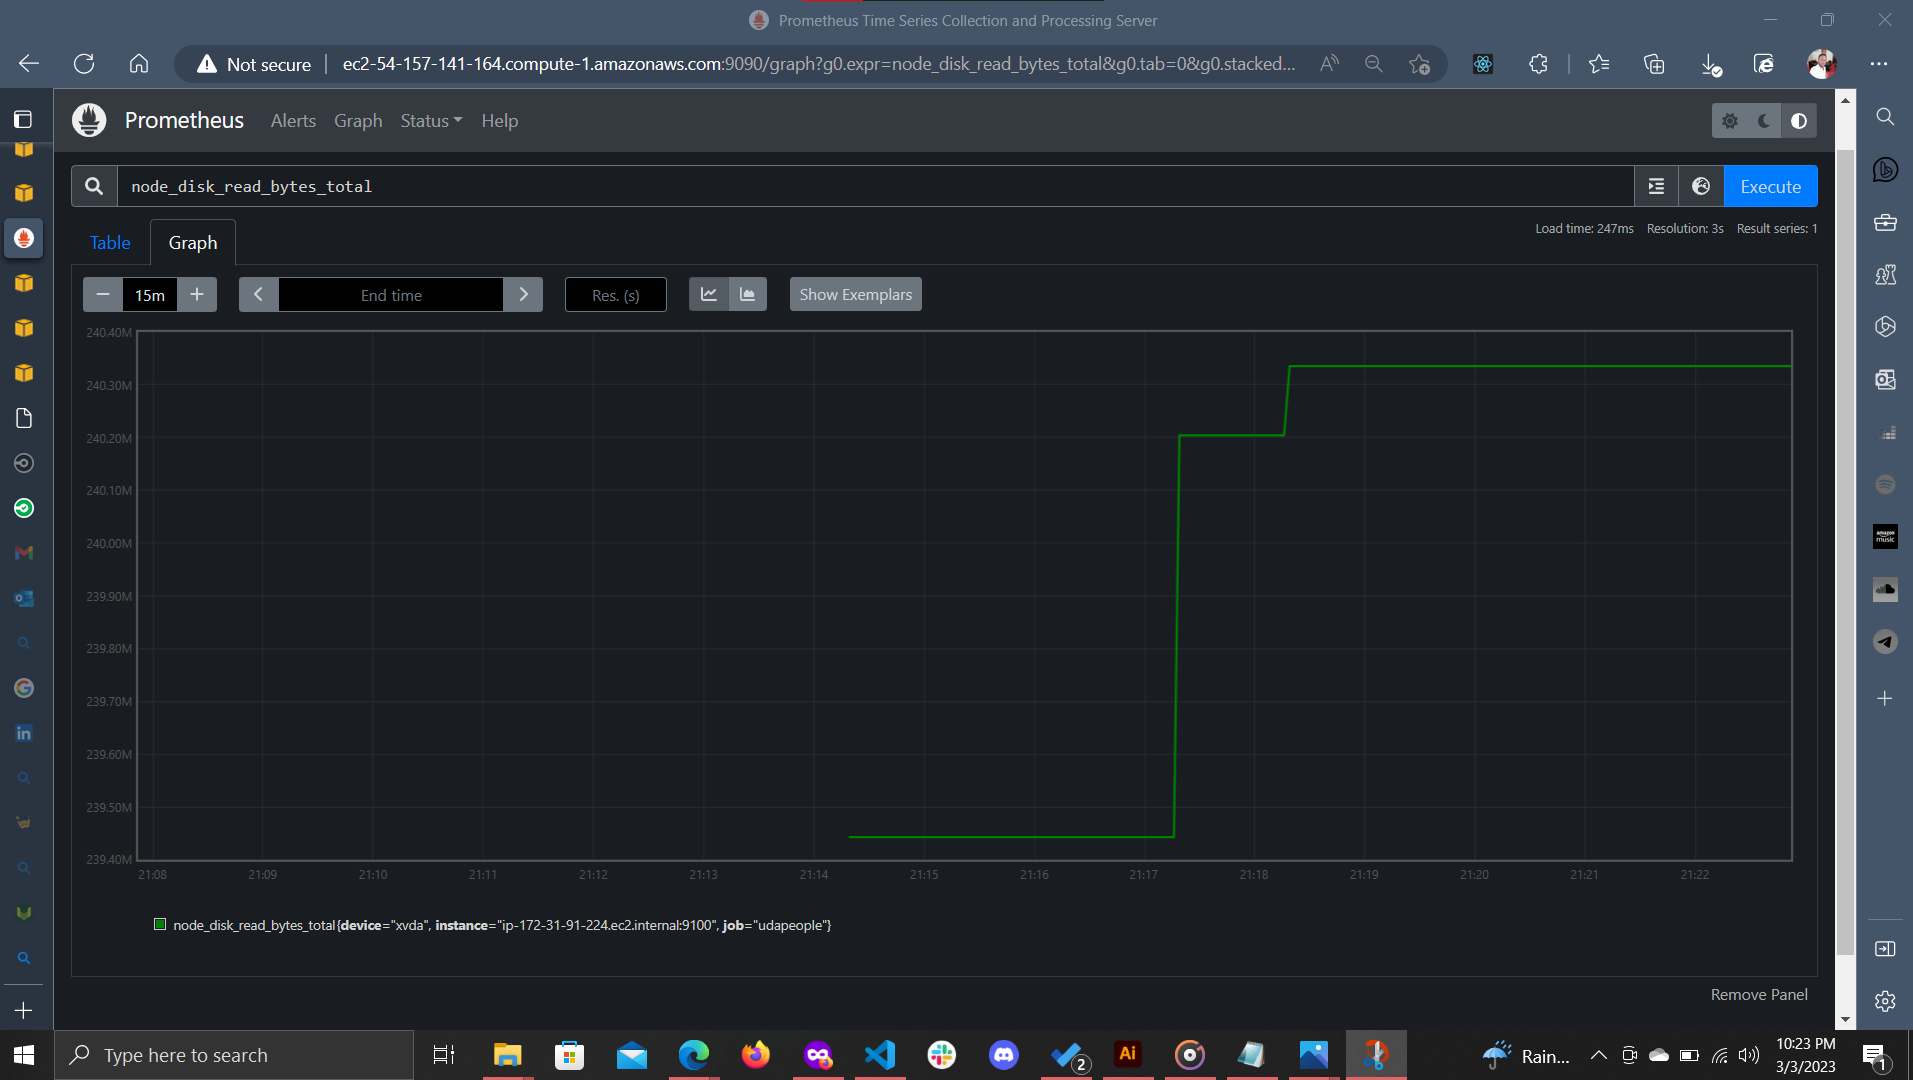 Prometheus Time Series Collection and Processing Server
Not secure
ec2-54-157-141-164.compute-1.amazonaws.com:9090/graph?g0.expr=node_disk_read_bytes_total&g0.tab=0&g0.stacked...
Prometheus
Alerts
Graph
Status
Help
node_disk_read_bytes_total
Execute
Table
Graph
Load time: 247ms
Resolution: 3s
Result series: 1
15m
End time
Res. (s)
Show Exemplars
240.40M
240.30M
240.20M
240.10M
240.00M
239.90M
239.80M
239.70M
239.60M
239.50M
239.40M
21:08
21:09
21:10
21:11
21:12
21:13
21:14
21:15
21:16
21:17
21:18
21:19
21:20
21:21
21:22
node_disk_read_bytes_total{device="xvda", instance="ip-172-31-91-224.ec2.internal:9100", job="udapeople"}
Remove Panel
amazon
music
Type here to search
2
Ai
Rain...
10:23 PM
3/3/2023
1